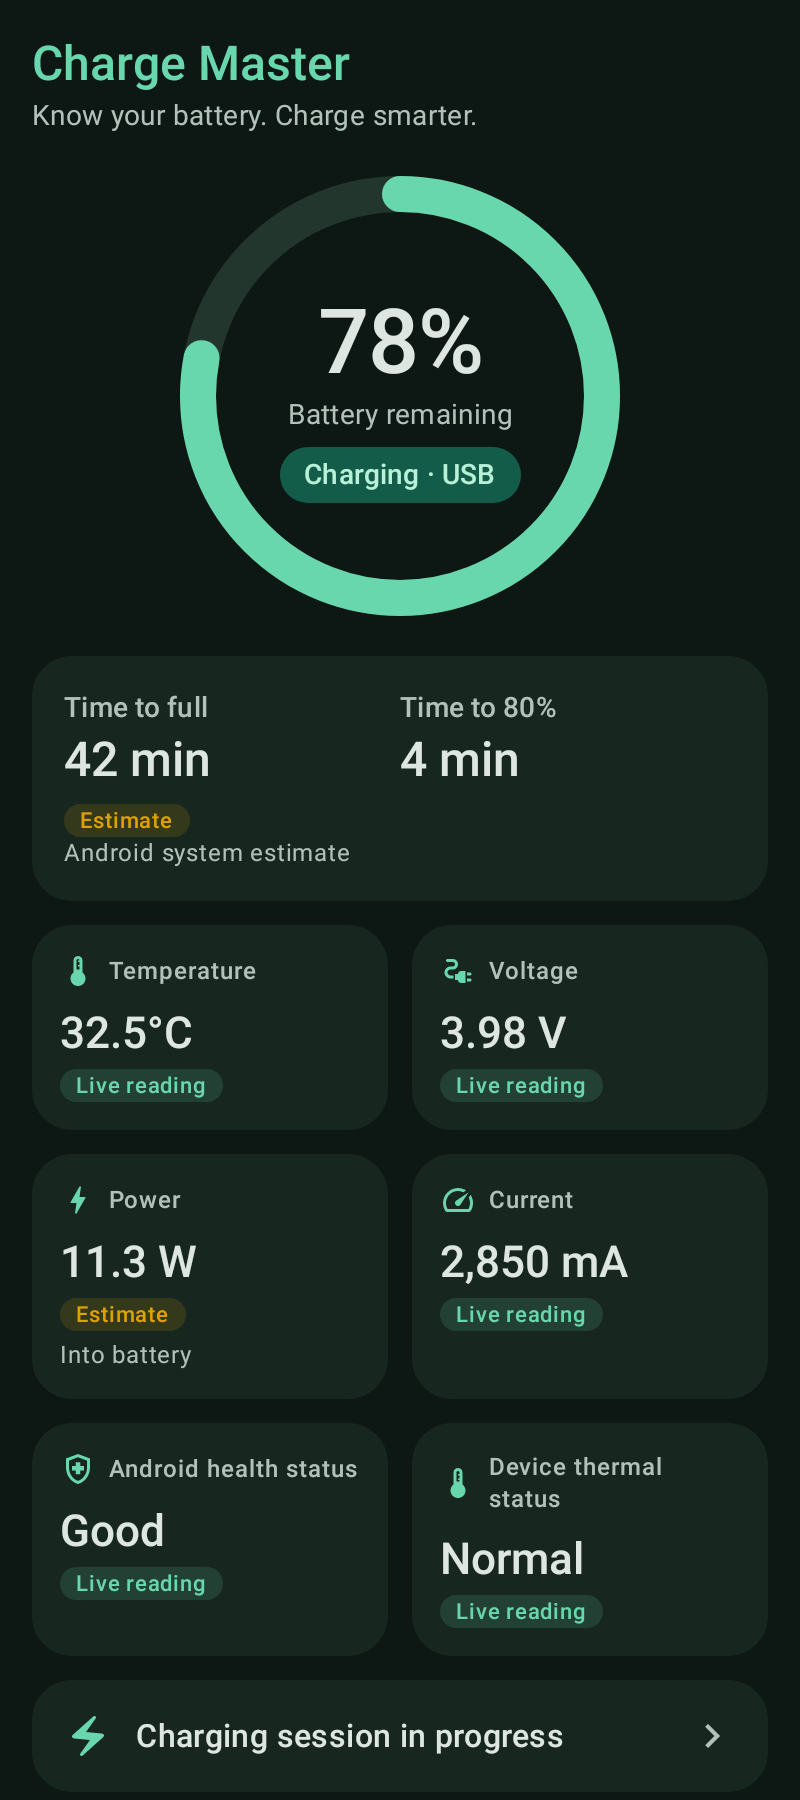 Charge Master
Know your battery. Charge smarter.
78%
Battery remaining
Charging · USB
Time to full
42 min
Estimate
Android system estimate
Time to 80%
4 min
Temperature
32.5°C
Live reading
Voltage
3.98 V
Live reading
Power
11.3 W
Estimate
Into battery
Current
2,850 mA
Live reading
Android health status
Good
Live reading
Device thermal
status
Normal
Live reading
Charging session in progress